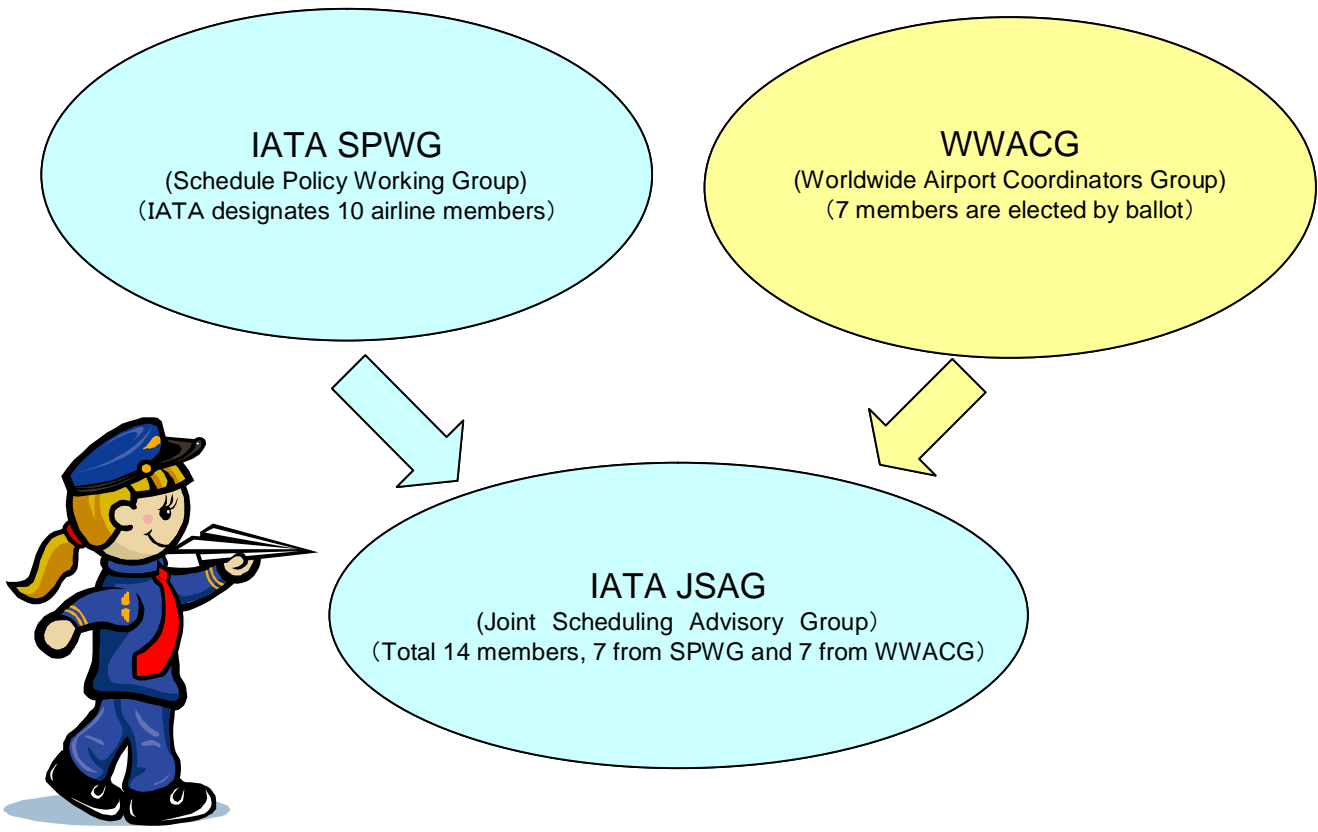 IATA SPWG
(Schedule Policy Working Group)
（IATA designates 10 airline members）
WWACG
(Worldwide Airport Coordinators Group)
（7 members are elected by ballot）
IATA JSAG
(Joint Scheduling Advisory Group）
（Total 14 members, 7 from SPWG and 7 from WWACG）